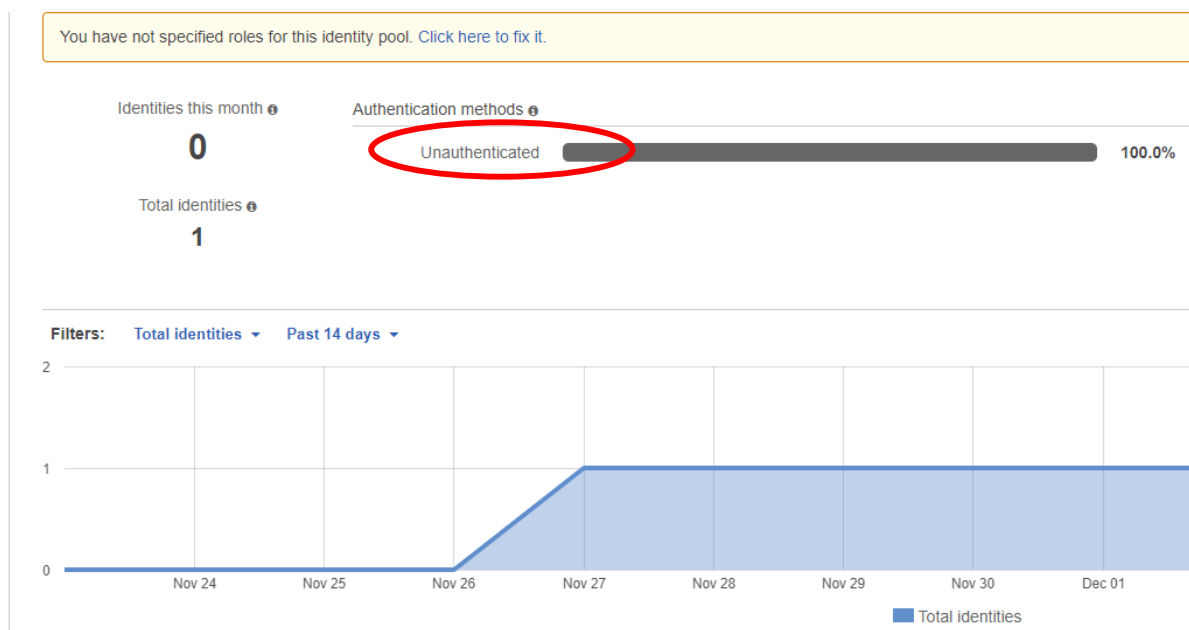 You have not specified roles for this identity pool. Click here to fix it.
Identities this month
0
Authentication methods
Unauthenticated
100.0%
Total identities
1
Filters: Total identities Past 14 days
2
1
0
Nov 24 Nov 25 Nov 26 Nov 27 Nov 28 Nov 29 Nov 30 Dec 01
Total identities